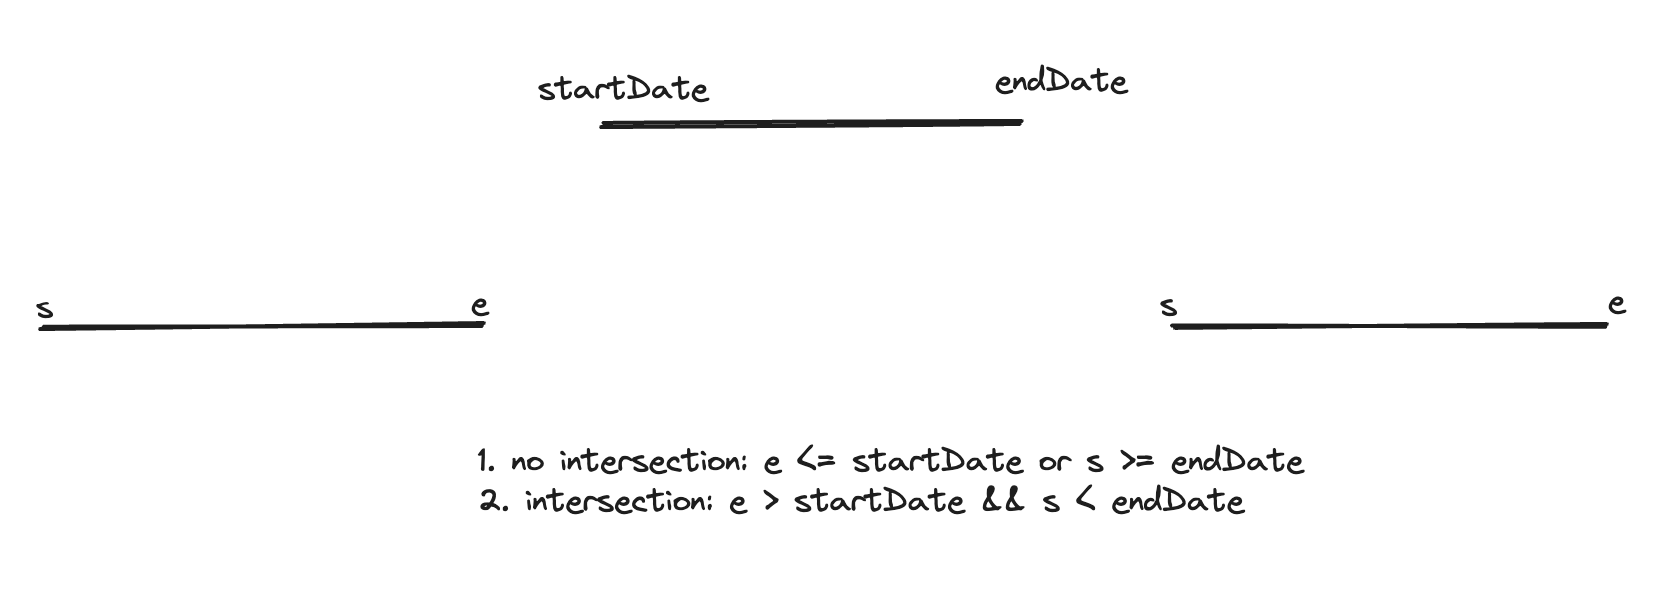 startDate
endDate
s
e
s
e
1. no intersection: e <= startDate or s >= endDate
2. intersection: e > startDate && s < endDate